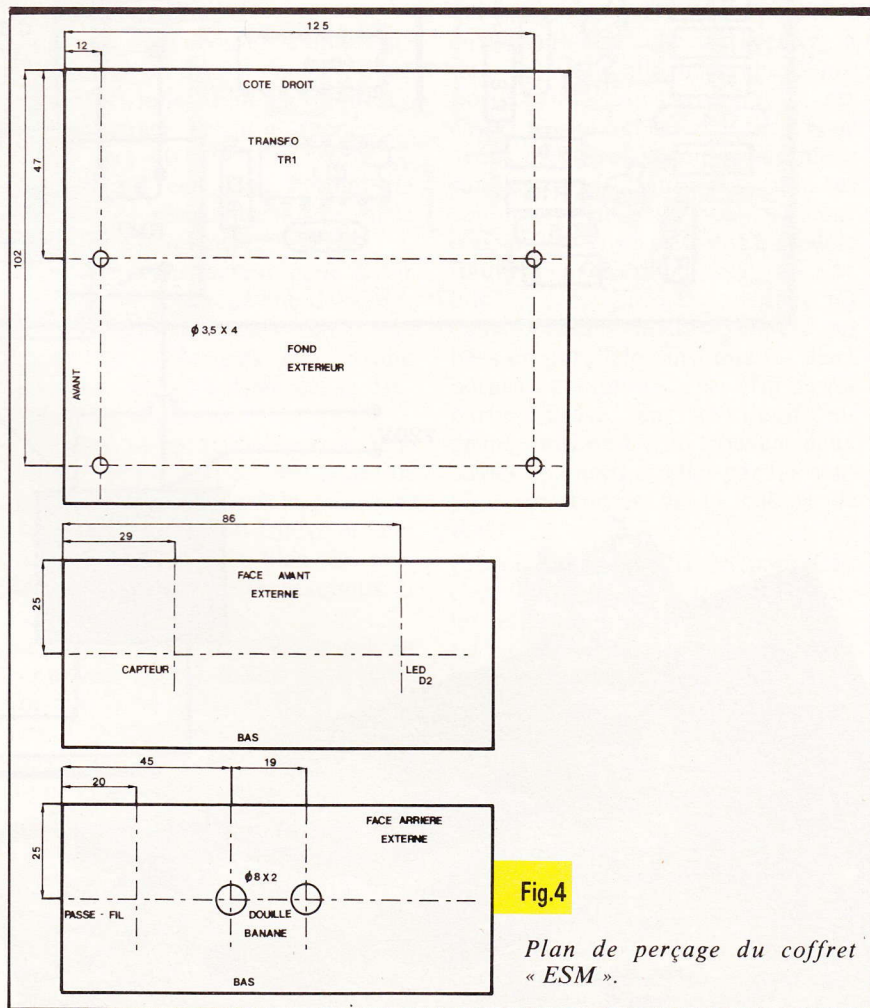 125
12
COTE DROIT
TRANSFO
TR1
47
102
ϕ 3,5 X 4
FOND
EXTERIEUR
AVANT
86
29
FACE AVANT
EXTERNE
25
CAPTEUR
LED
D2
BAS
45
19
20
FACE ARRIERE
EXTERNE
25
ϕ 8 X 2
PASSE - FIL
DOUILLE
BANANE
BAS
Fig.4
Plan de perçage du coffret
« ESM ».